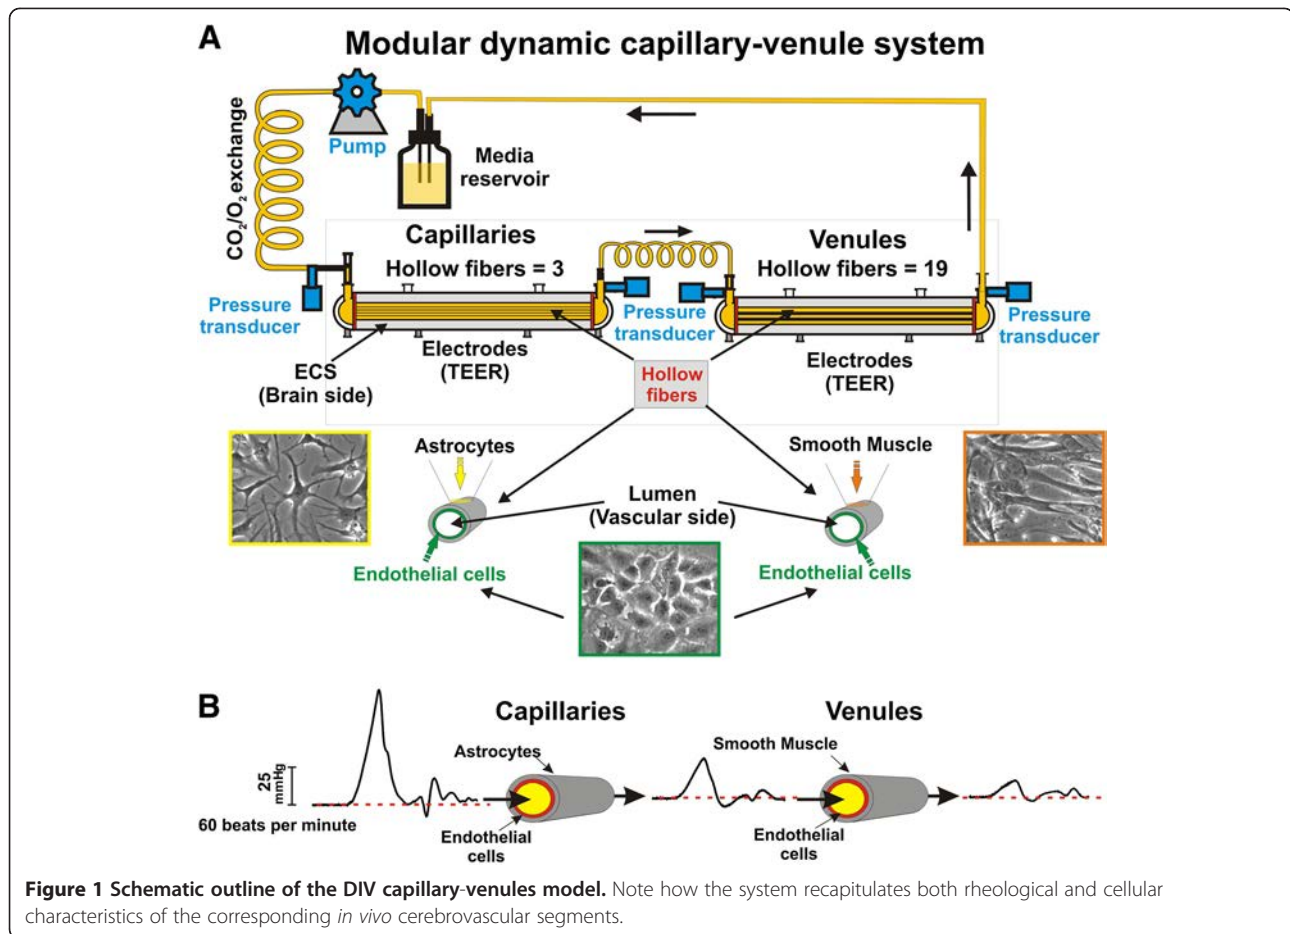 A
Modular dynamic capillary-venule system
CO2/O2 exchange
Pump
Media
reservoir
Capillaries
Hollow fibers = 3
Venules
Hollow fibers = 19
Pressure
transducer
Pressure
transducer
Pressure
transducer
ECS
(Brain side)
Electrodes
(TEER)
Hollow
fibers
Electrodes
(TEER)
Astrocytes
Smooth Muscle
Lumen
(Vascular side)
Endothelial cells
Endothelial cells
B
Capillaries
Venules
Astrocytes
Smooth Muscle
25
mmHg
60 beats per minute
Endothelial
cells
Endothelial
cells
Figure 1 Schematic outline of the DIV capillary-venules model. Note how the system recapitulates both rheological and cellular
characteristics of the corresponding in vivo cerebrovascular segments.